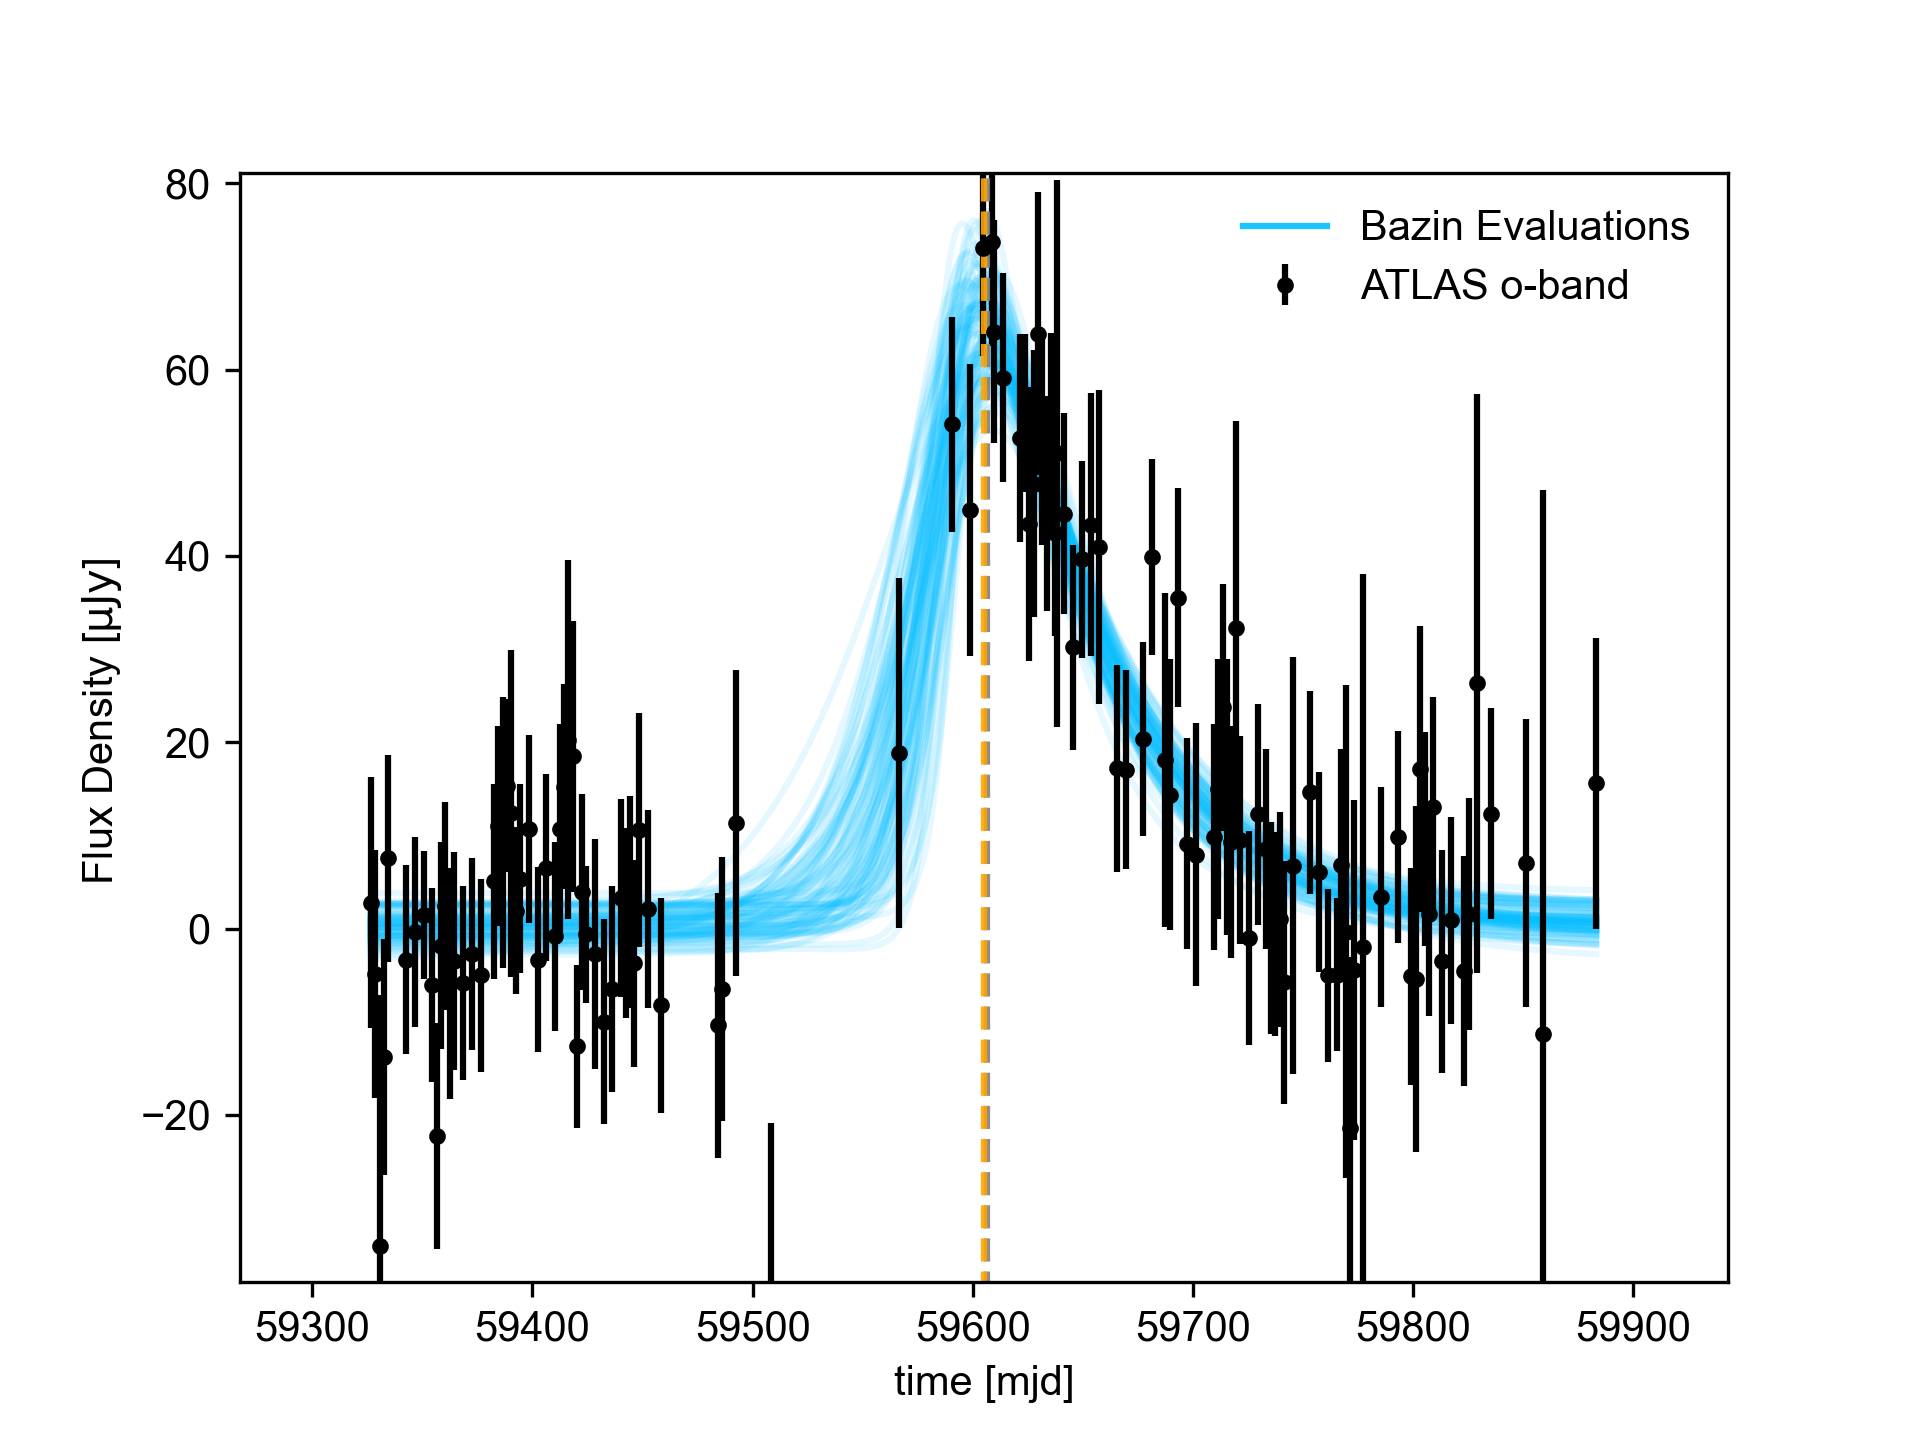 80
60
40
20
0
−20
Flux Density [µJy]
Bazin Evaluations
ATLAS o-band
59300 59400 59500 59600 59700 59800 59900
time [mjd]